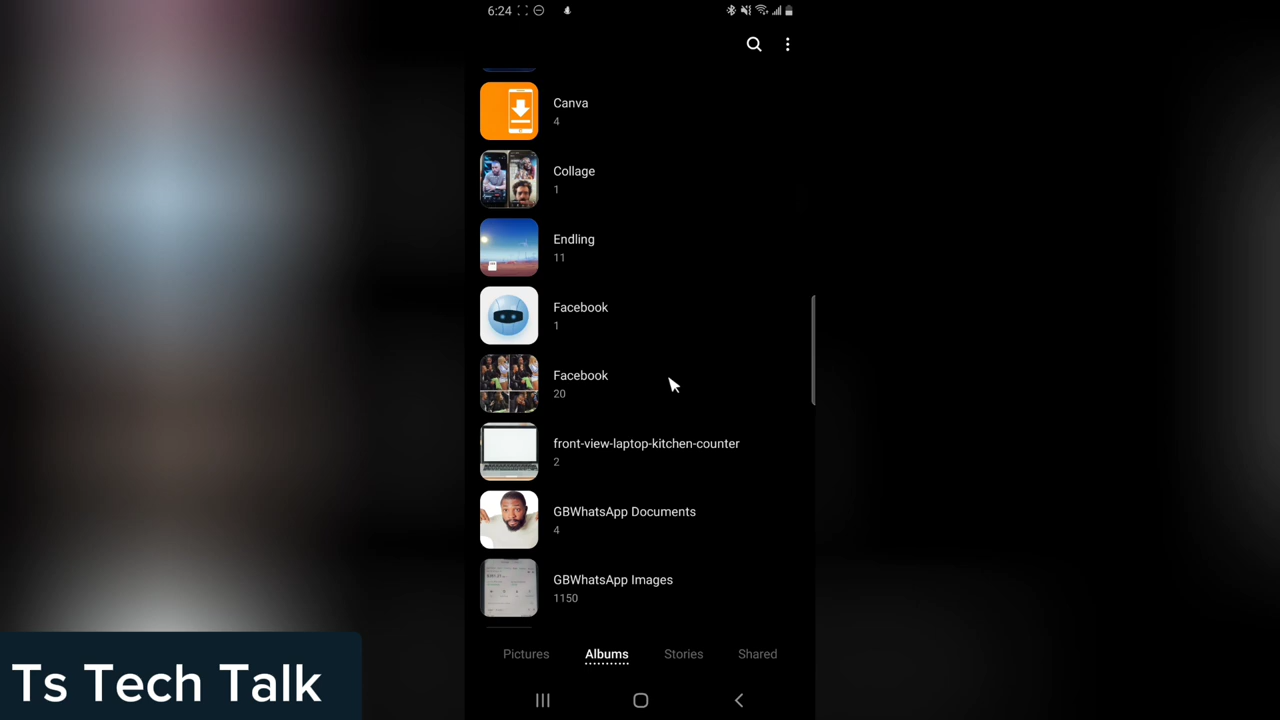 6:24
Canva
4
Collage
1
Endling
11
Facebook
1
Facebook
20
front-view-laptop-kitchen-counter
2
GBWhatsApp Documents
4
GBWhatsApp Images
1150
Pictures Albums Stories Shared
Ts Tech Talk